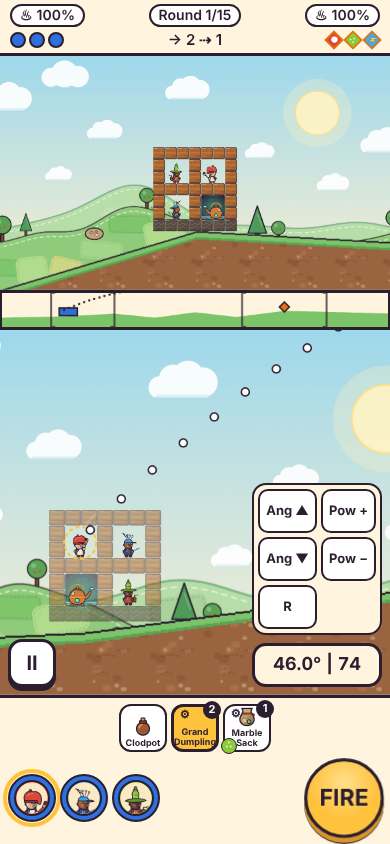 ♨ 100%
Round 1/15
♨ 100%
→ 2 ⇢ 1
Ang ▲
Pow +
Ang ▼
Pow −
R
46.0° | 74
Clodpot
2
Grand
Dumpling
1
Marble
Sack
FIRE